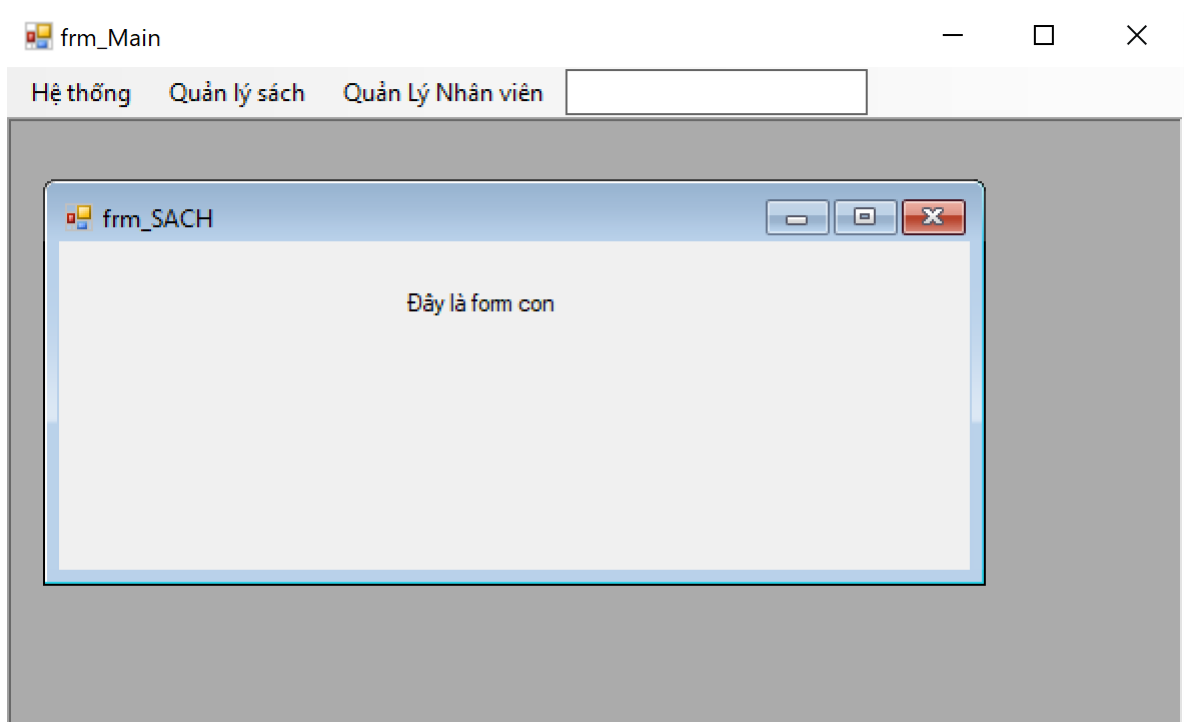 frm_Main
Hệ thống Quản lý sách Quản Lý Nhân viên
frm_SACH
Đây là form con